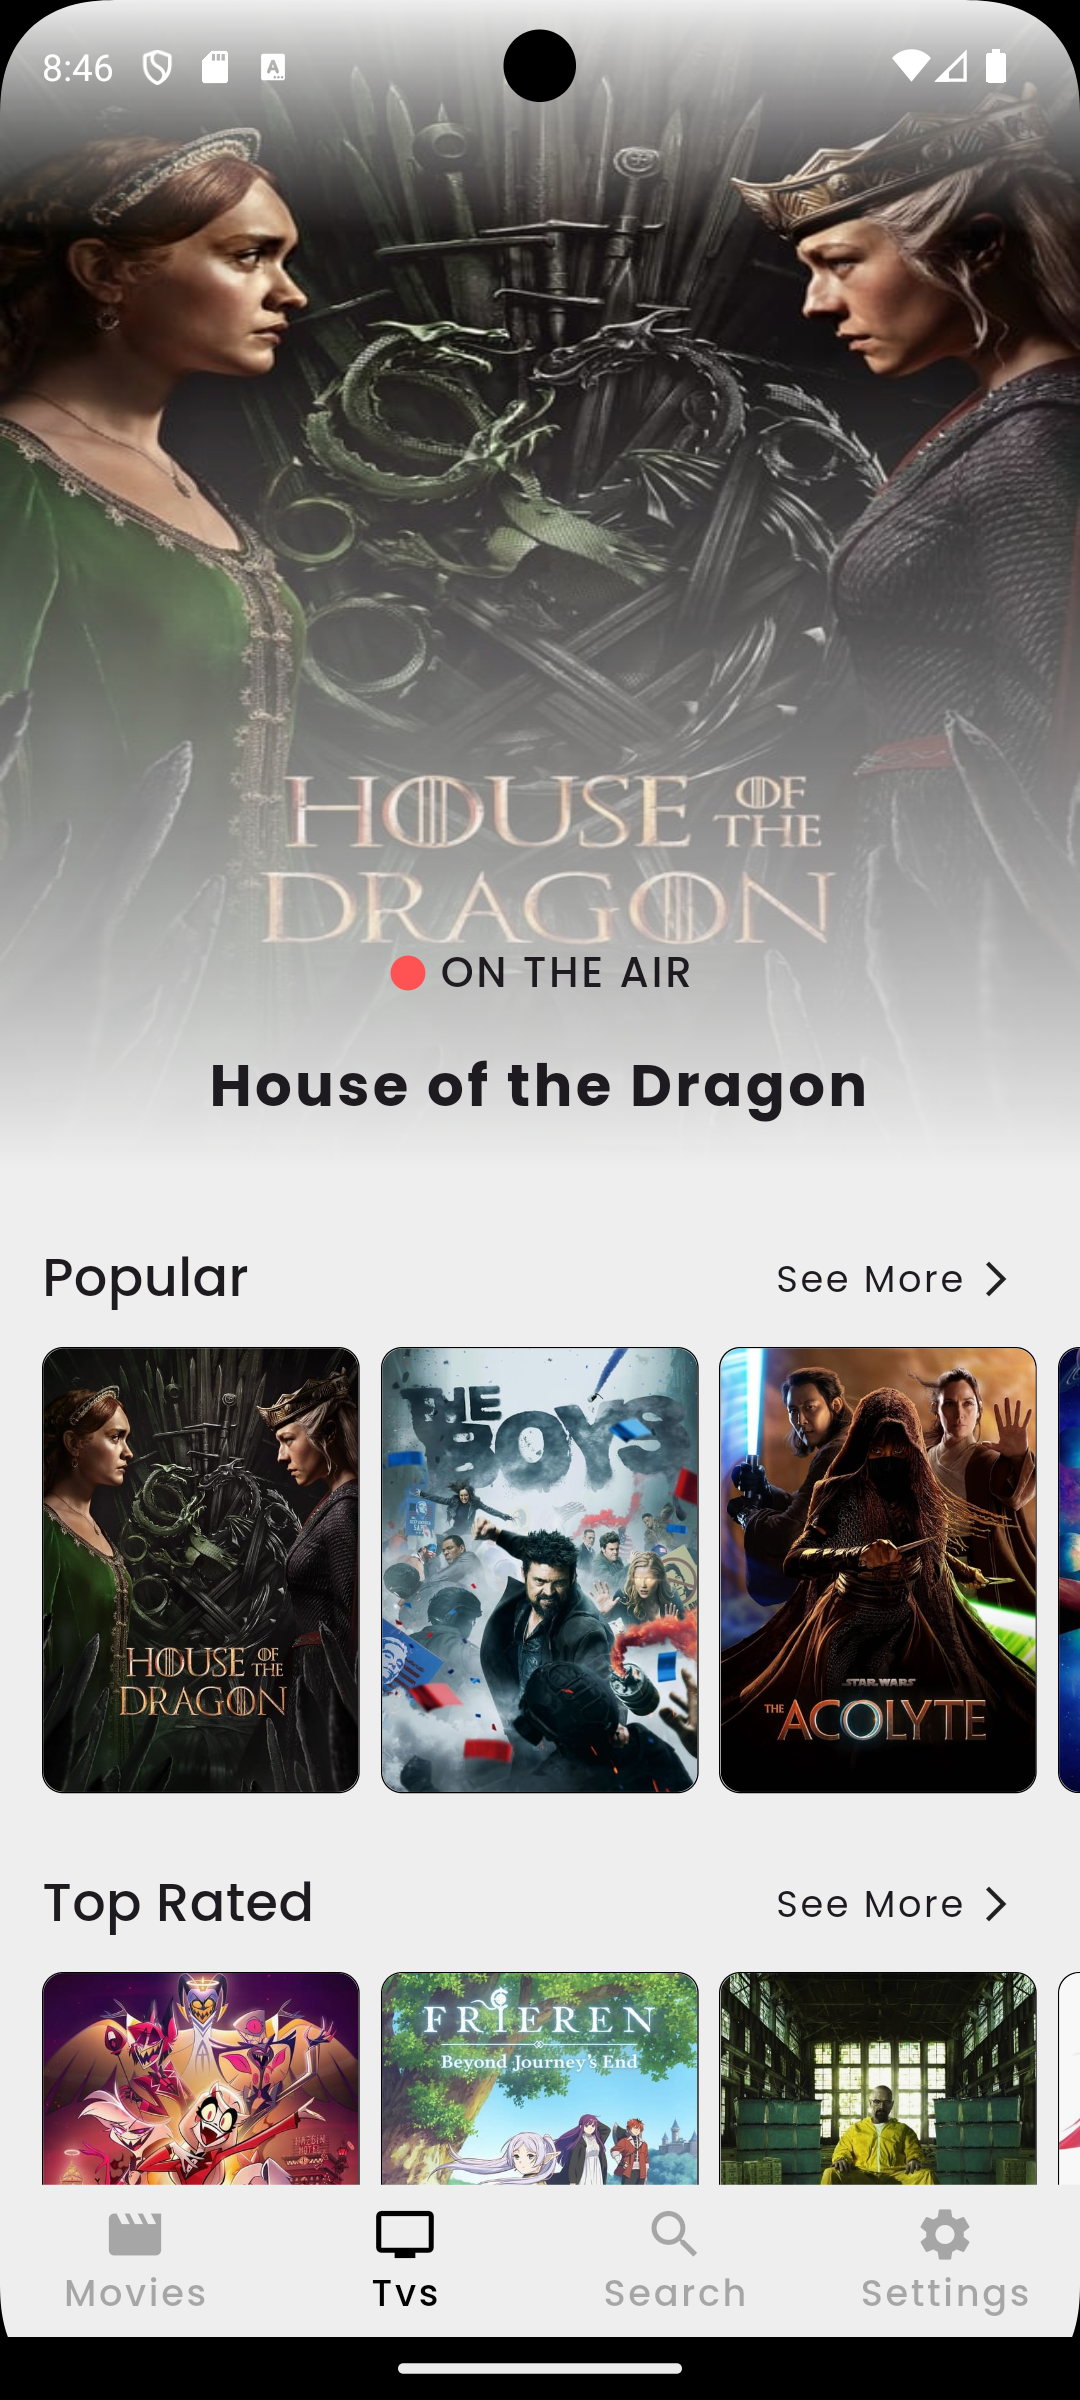 8:46
HOUSE OF THE
DRAGON
ON THE AIR
House of the Dragon
Popular
See More
HOUSE OF THE
DRAGON
THE
BOYS
STAR WARS
THE ACOLYTE
Top Rated
See More
HAZBIN
HOTEL
FRIEREN
Beyond Journey's End
Movies
Tvs
Search
Settings